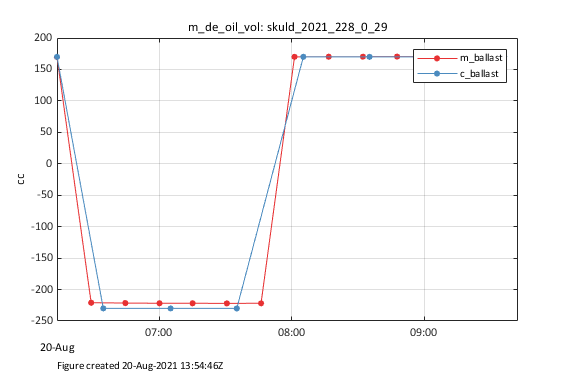 m_de_oil_vol: skuld_2021_228_0_29
200
150
100
50
0
-50
-100
-150
-200
-250
cc
m_ballast
c_ballast
07:00
08:00
09:00
20-Aug
Figure created 20-Aug-2021 13:54:46Z